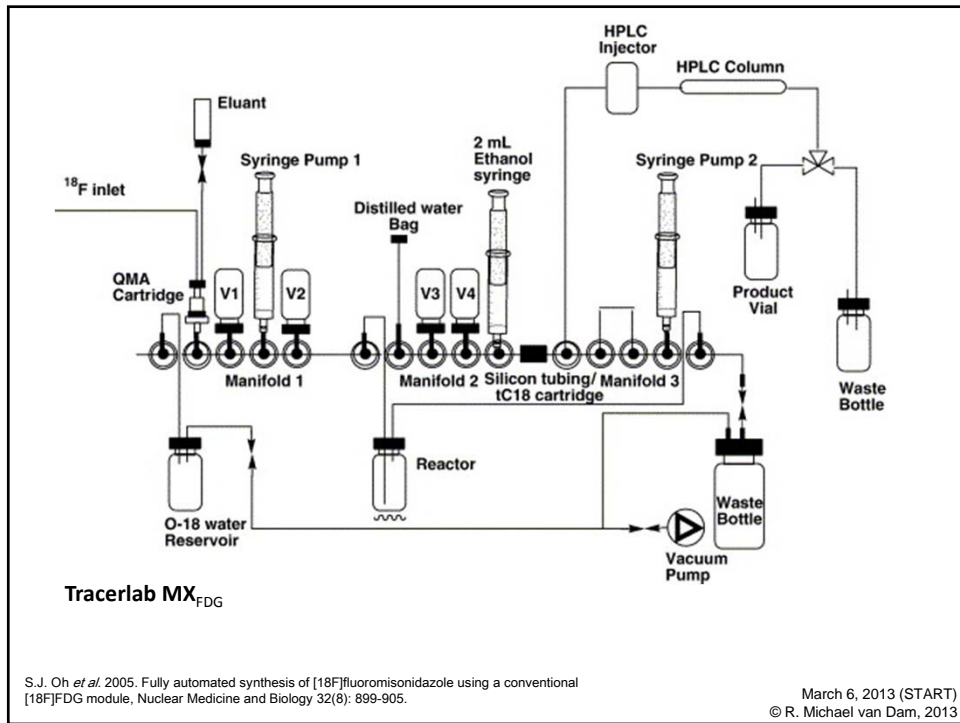 HPLC
Injector
HPLC Column
Eluant
Syringe Pump 1
2 mL
Ethanol
syringe
Syringe Pump 2
18F inlet
Distilled water
Bag
QMA
Cartridge
V1
V2
V3
V4
Product
Vial
Manifold 1
Manifold 2
Silicon tubing/
tC18 cartridge
Manifold 3
Waste
Bottle
Reactor
Waste
Bottle
O-18 water
Reservoir
Vacuum
Pump
Tracerlab MXFDG
S.J. Oh et al. 2005. Fully automated synthesis of [18F]fluoromisonidazole using a conventional
[18F]FDG module, Nuclear Medicine and Biology 32(8): 899-905.
March 6, 2013 (START)
© R. Michael van Dam, 2013